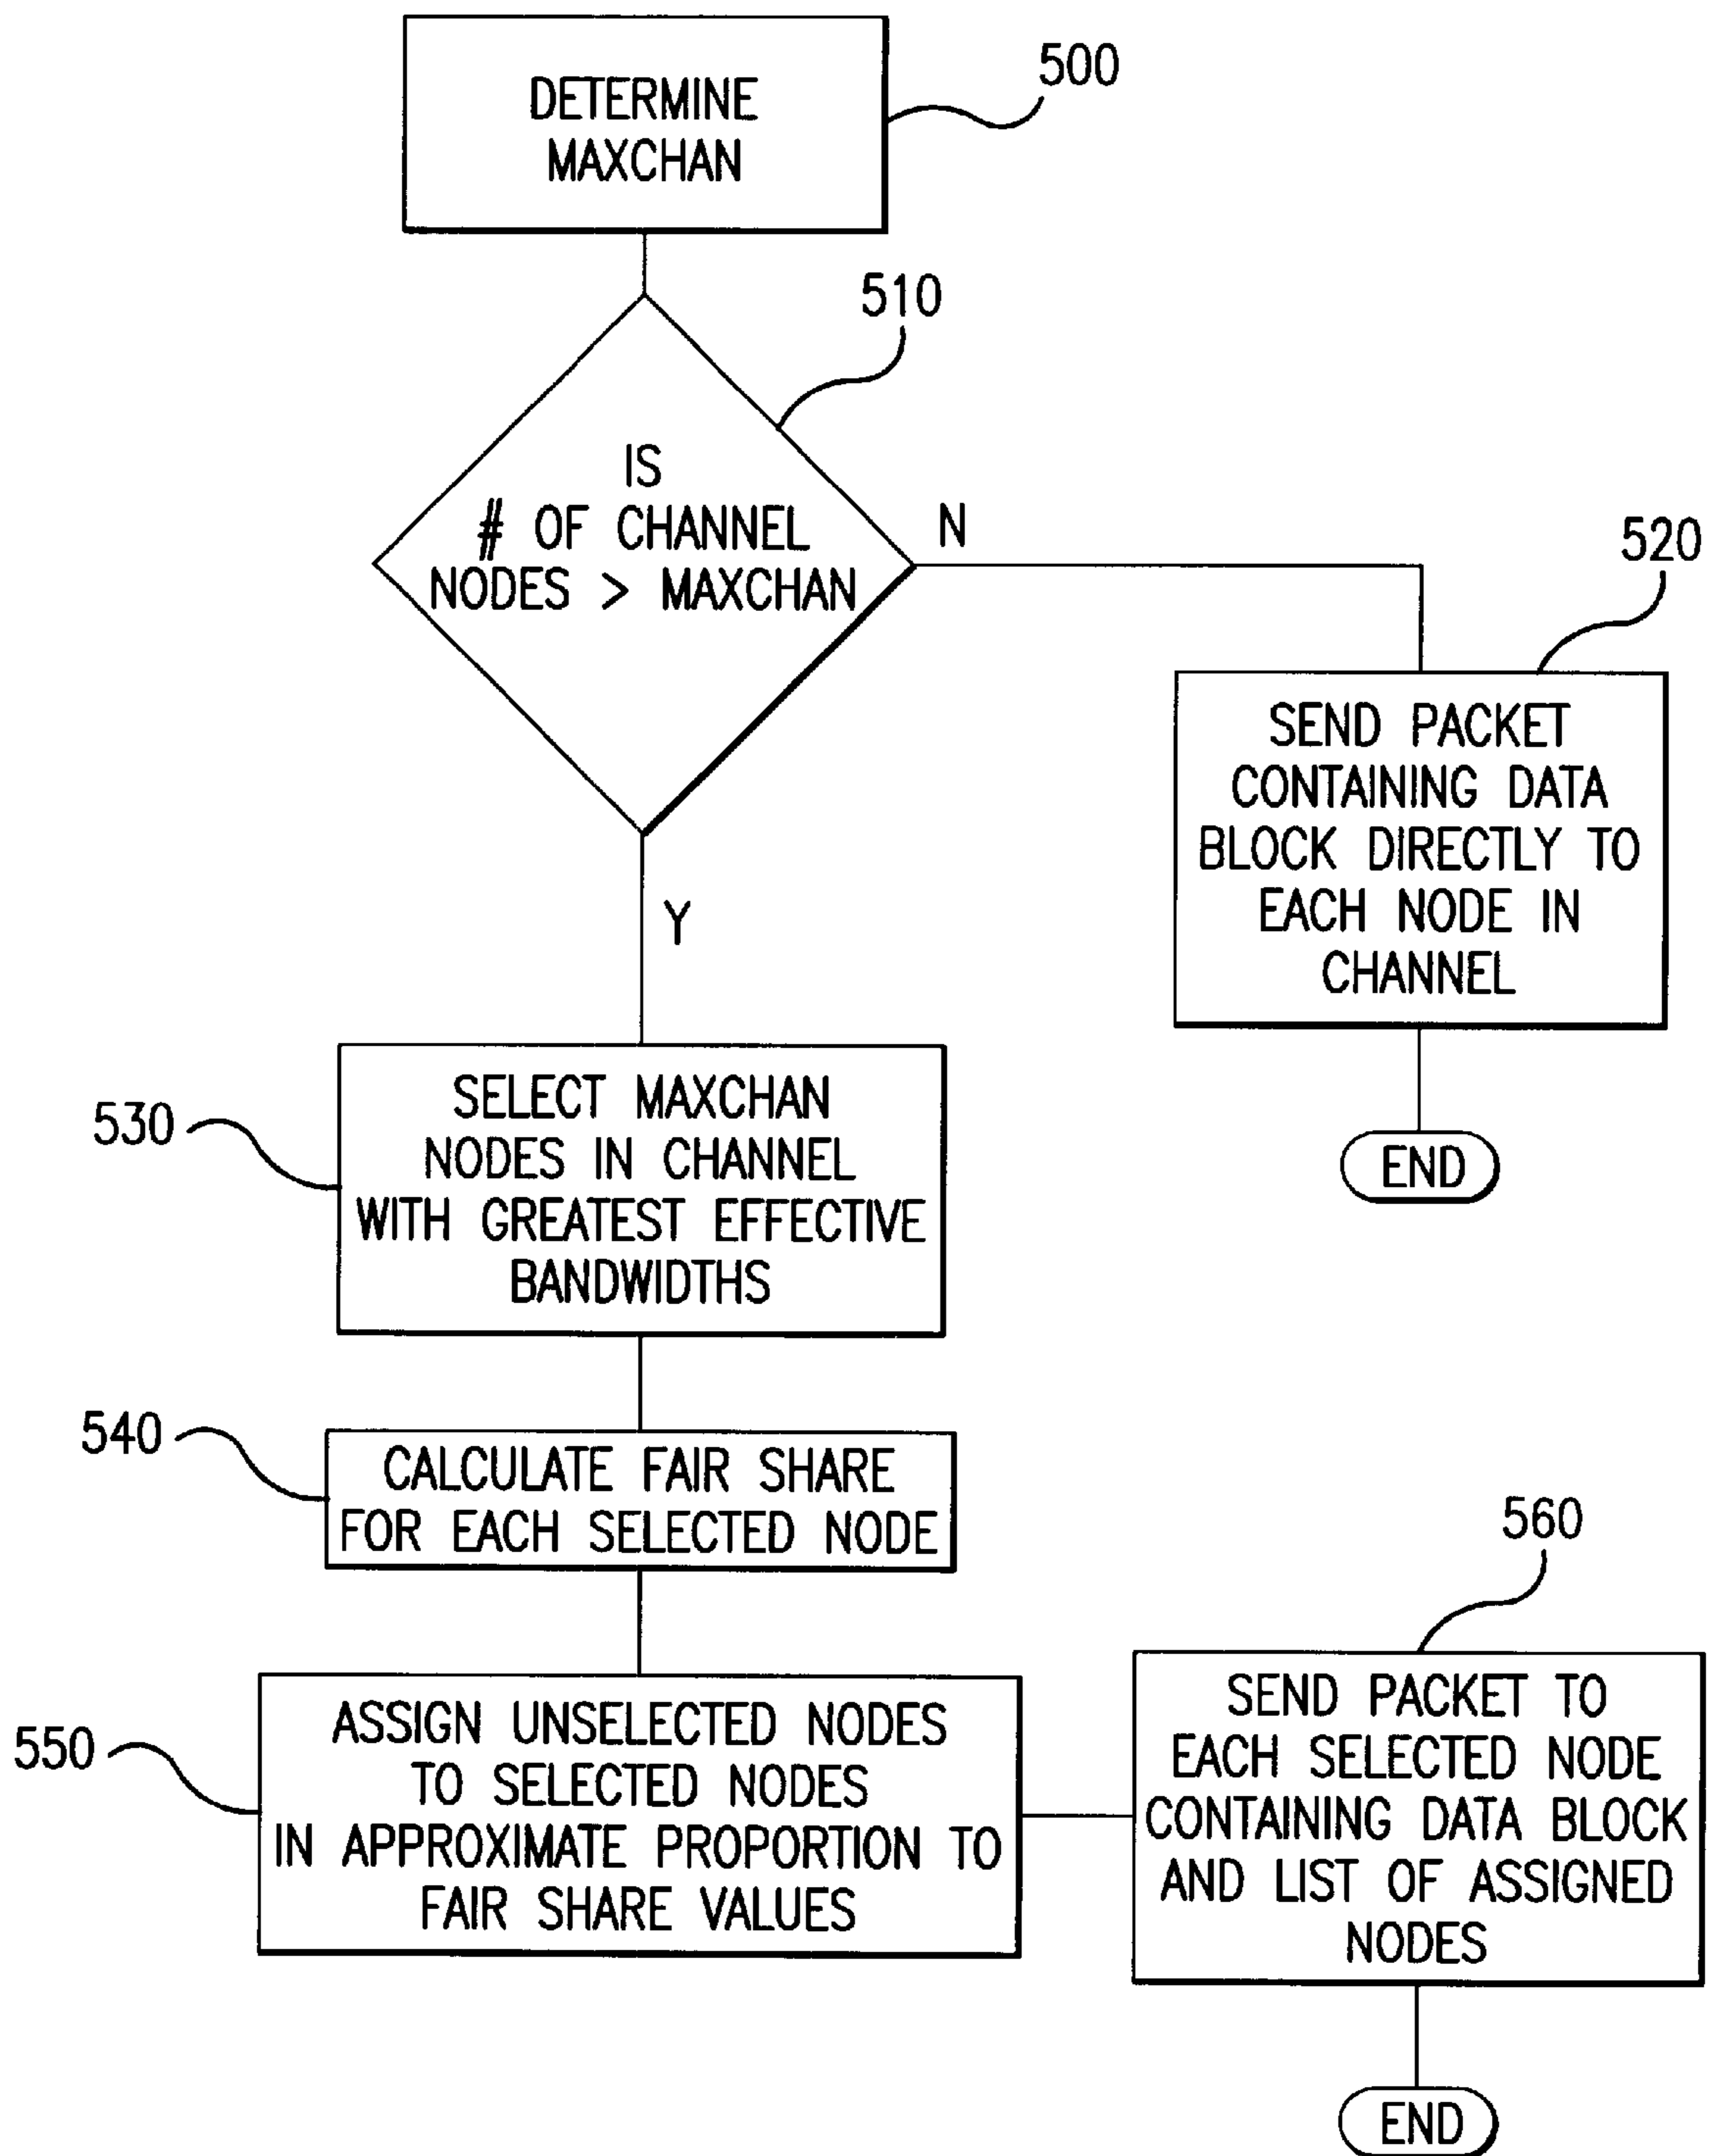 DETERMINE
MAXCHAN
500
510
IS
# OF CHANNEL
NODES > MAXCHAN
N
520
SEND PACKET
CONTAINING DATA
BLOCK DIRECTLY TO
EACH NODE IN
CHANNEL
END
Y
530
SELECT MAXCHAN
NODES IN CHANNEL
WITH GREATEST EFFECTIVE
BANDWIDTHS
540
CALCULATE FAIR SHARE
FOR EACH SELECTED NODE
550
ASSIGN UNSELECTED NODES
TO SELECTED NODES
IN APPROXIMATE PROPORTION TO
FAIR SHARE VALUES
560
SEND PACKET TO
EACH SELECTED NODE
CONTAINING DATA BLOCK
AND LIST OF ASSIGNED
NODES
END